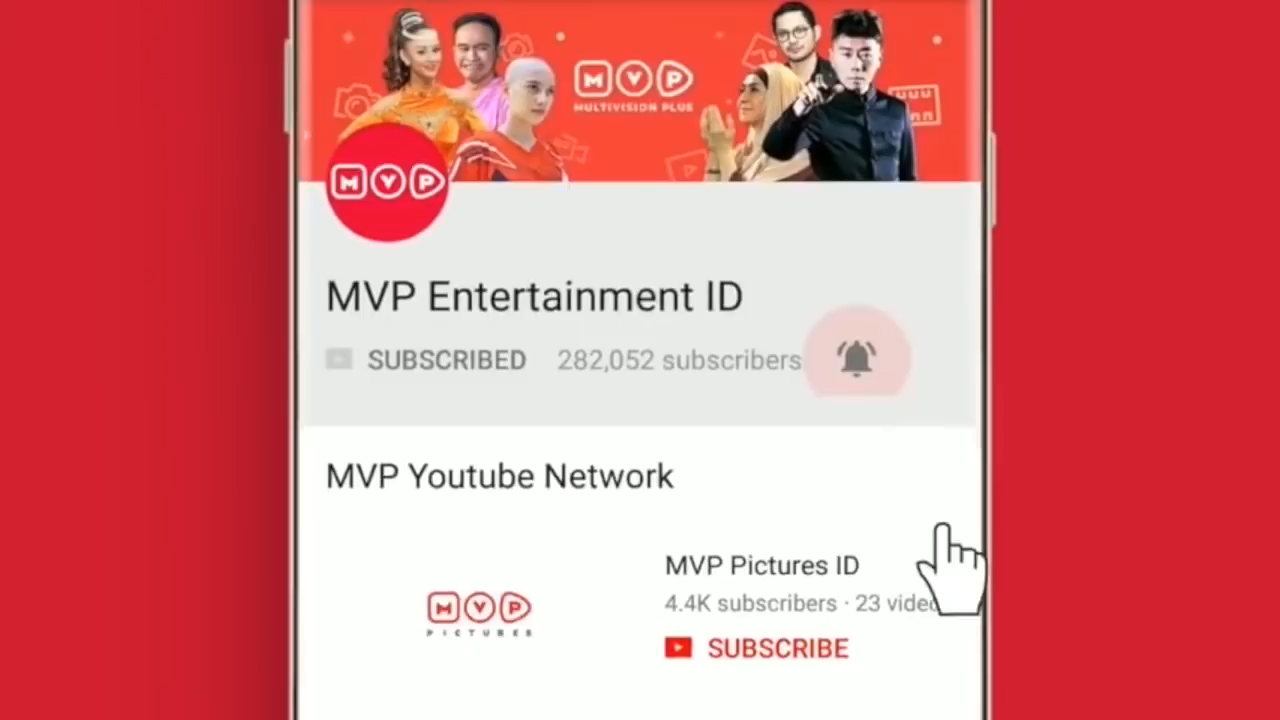 MVP
MULTIVISION PLUS
MVP
MVP Entertainment ID
SUBSCRIBED 282,052 subscribers
MVP Youtube Network
MVP Pictures ID
4.4K subscribers · 23
MVP
PICTURES
SUBSCRIBE